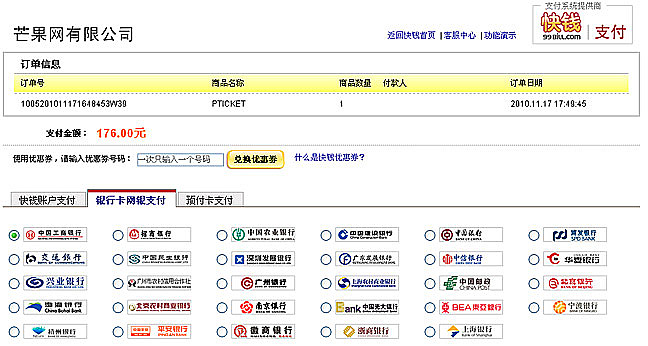 支付系统提供商
快钱
99bill.com
支付
芒果网有限公司
返回快钱首页 | 客服中心 | 功能演示
订单信息
订单号 商品名称 商品数量 付款人 订单日期
1005201011171648453W39 PTICKET 1 2010.11.17 17:49:45
支付金额： 176.00元
使用优惠券，请输入优惠券号码： 一次只输入一个号码 兑换优惠券 什么是快钱优惠券？
快钱账户支付 银行卡网银支付 预付卡支付
中国工商银行 招商银行 中国农业银行 中国建设银行 中国银行 浦发银行 SPD BANK
交通银行 中国民生银行 深圳发展银行 广东发展银行 中信银行 华夏银行
兴业银行 广州市农村信用合作社 广州银行 上海农村商业银行 中国邮政 CHINA POST 北京银行
渤海银行 China Bohai Bank 北京农村商业银行 南京银行 Bank 中国光大银行 BEA东亚银行 宁波银行
杭州银行 平安银行 徽商银行 浙商银行 上海银行